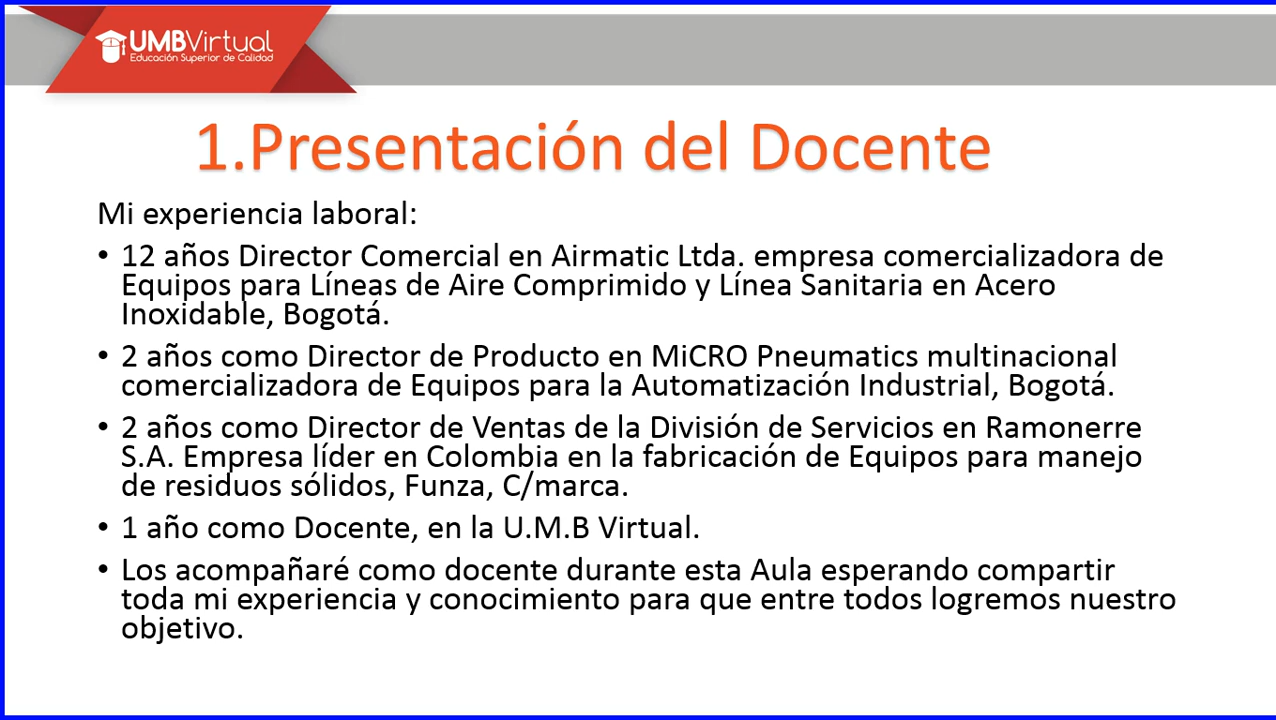 UMBVirtual
Educación Superior de Calidad
1.Presentación del Docente
Mi experiencia laboral:
• 12 años Director Comercial en Airmatic Ltda. empresa comercializadora de
Equipos para Líneas de Aire Comprimido y Línea Sanitaria en Acero
Inoxidable, Bogotá.
• 2 años como Director de Producto en MiCRO Pneumatics multinacional
comercializadora de Equipos para la Automatización Industrial, Bogotá.
• 2 años como Director de Ventas de la División de Servicios en Ramonerre
S.A. Empresa líder en Colombia en la fabricación de Equipos para manejo
de residuos sólidos, Funza, C/marca.
• 1 año como Docente, en la U.M.B Virtual.
• Los acompañaré como docente durante esta Aula esperando compartir
toda mi experiencia y conocimiento para que entre todos logremos nuestro
objetivo.